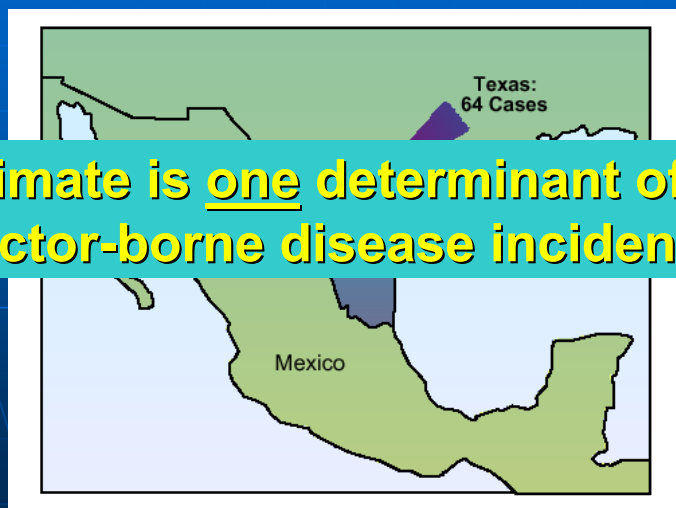 Texas:
64 Cases
imate is one determinant of
ctor-borne disease inciden
Mexico